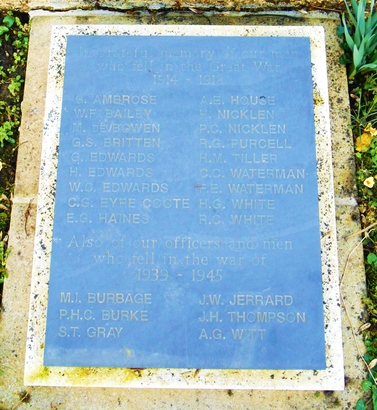 who fell in the Great War
1914 - 1918
S. AMBROSE A.E. HOUSE
W.F. BAILEY NICKLEN
M. P.C. NICKLEN
G.S. BRITTEN R.G. PURCELL
EDWARDS H.M. TILLER
H. EDWARDS C.C. WATERMAN
W.G. EDWARDS WATERMAN
C.G. EYRE COOTE H.G. WHITE
E.G. HAINES R.C. WHITE
Also of our officers and men
who fell in the war of
1939 - 1945
M.I. BURBAGE J.W. JERRARD
P.H.C. BURKE J.H. THOMPSON
S.T. GRAY A.G. WITT